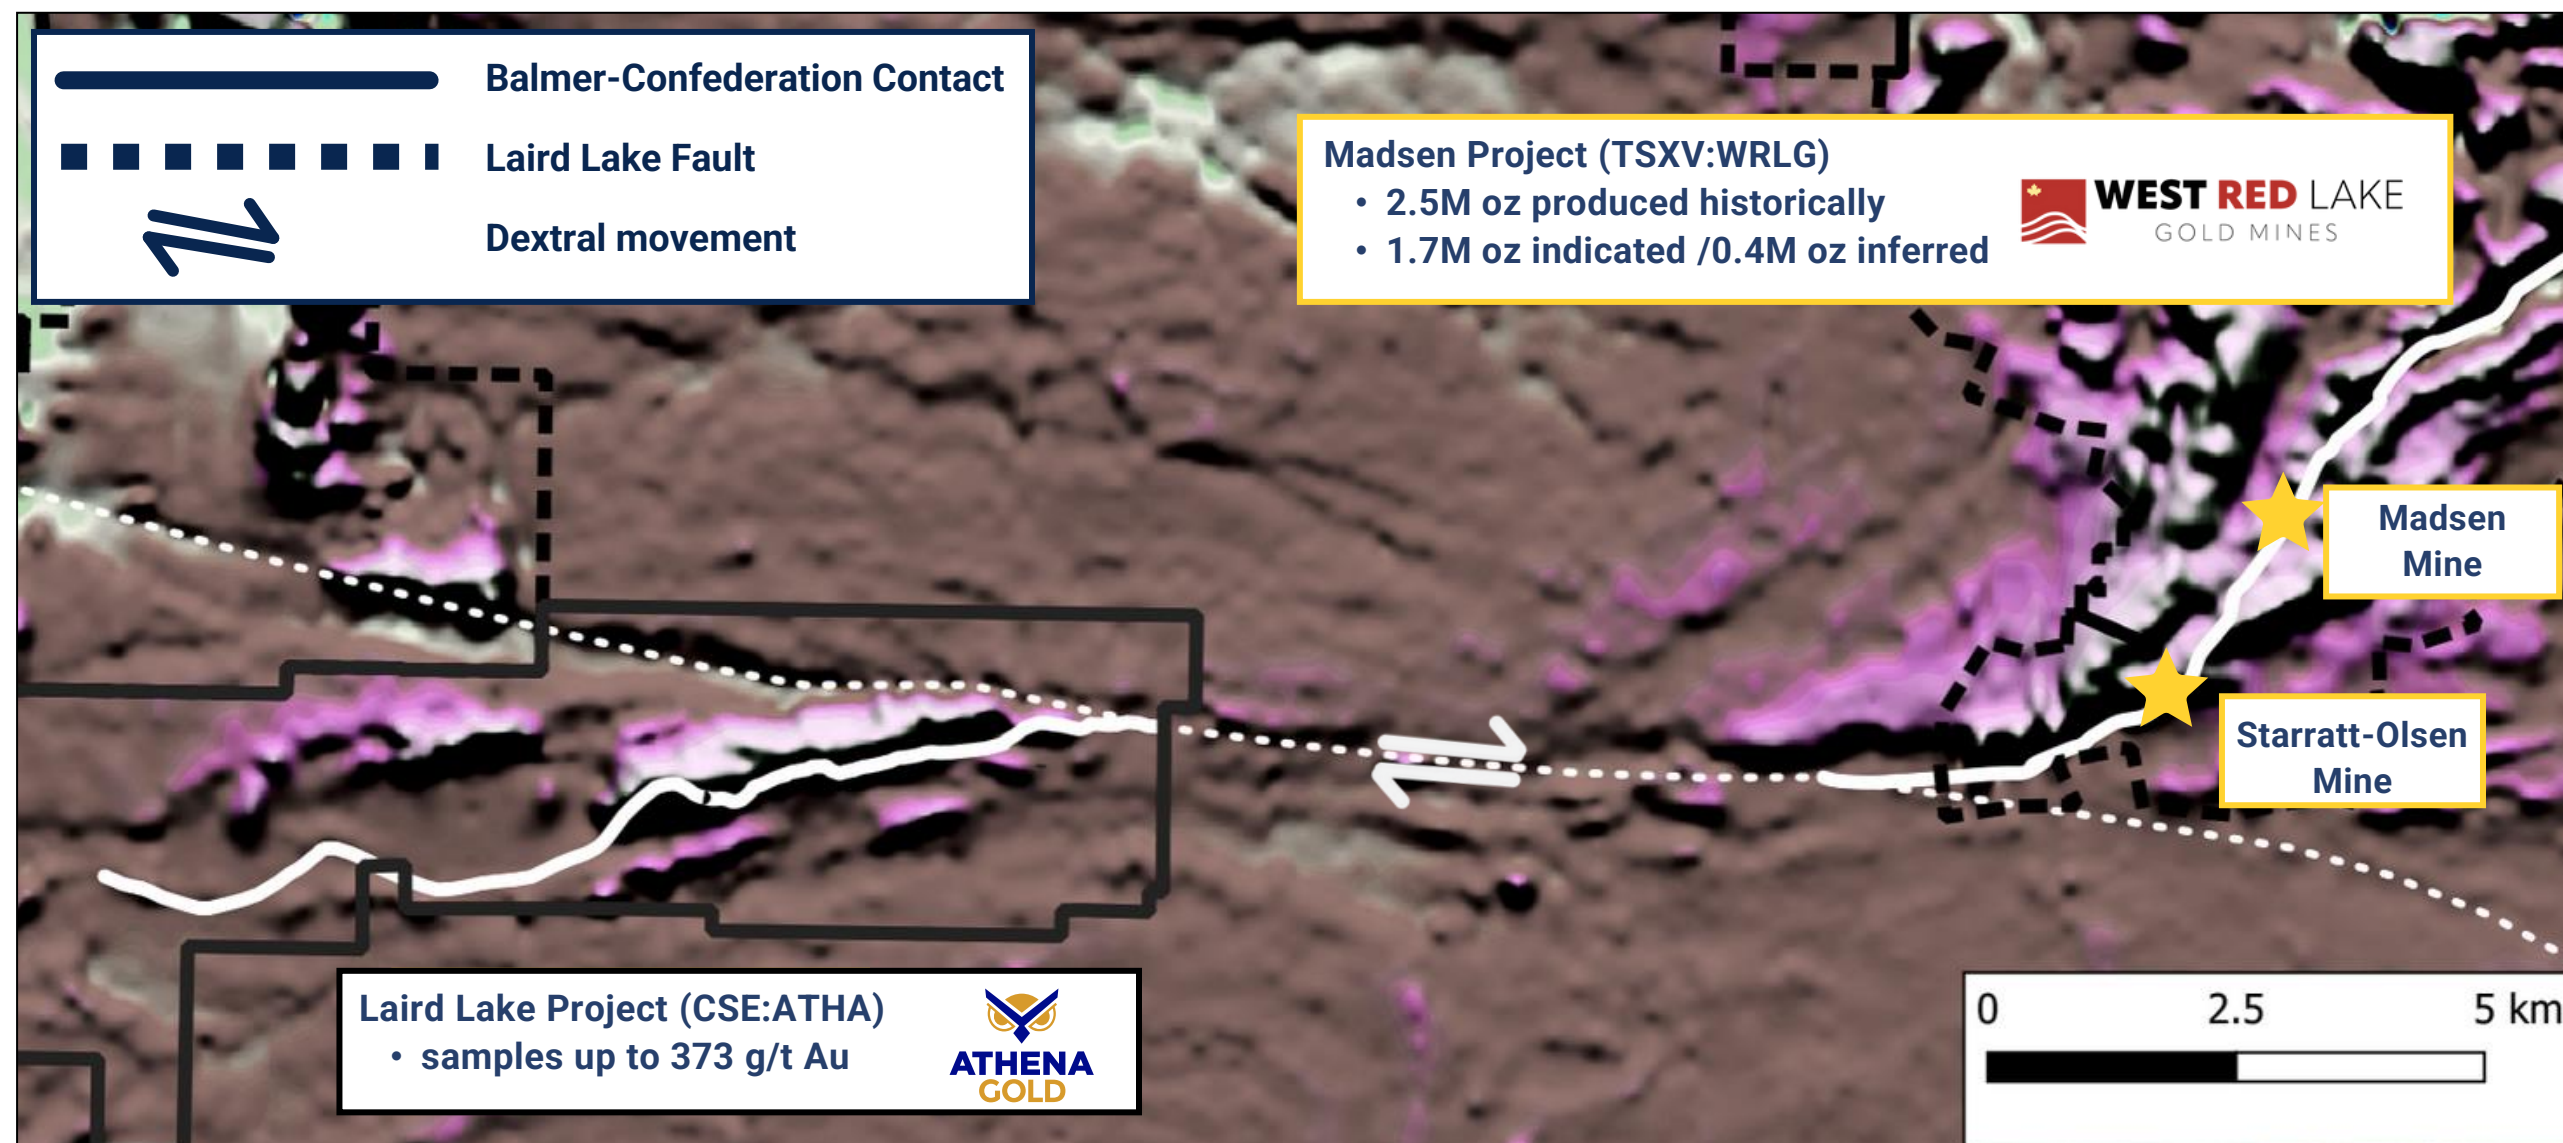 Balmer-Confederation Contact
Laird Lake Fault
Dextral movement
Madsen Project (TSXV:WRLG)
• 2.5M oz produced historically
• 1.7M oz indicated /0.4M oz inferred
WEST RED LAKE
GOLD MINES
Madsen
Mine
Starratt-Olsen
Mine
Laird Lake Project (CSE:ATHA)
• samples up to 373 g/t Au
ATHENA
GOLD
0 2.5 5 km